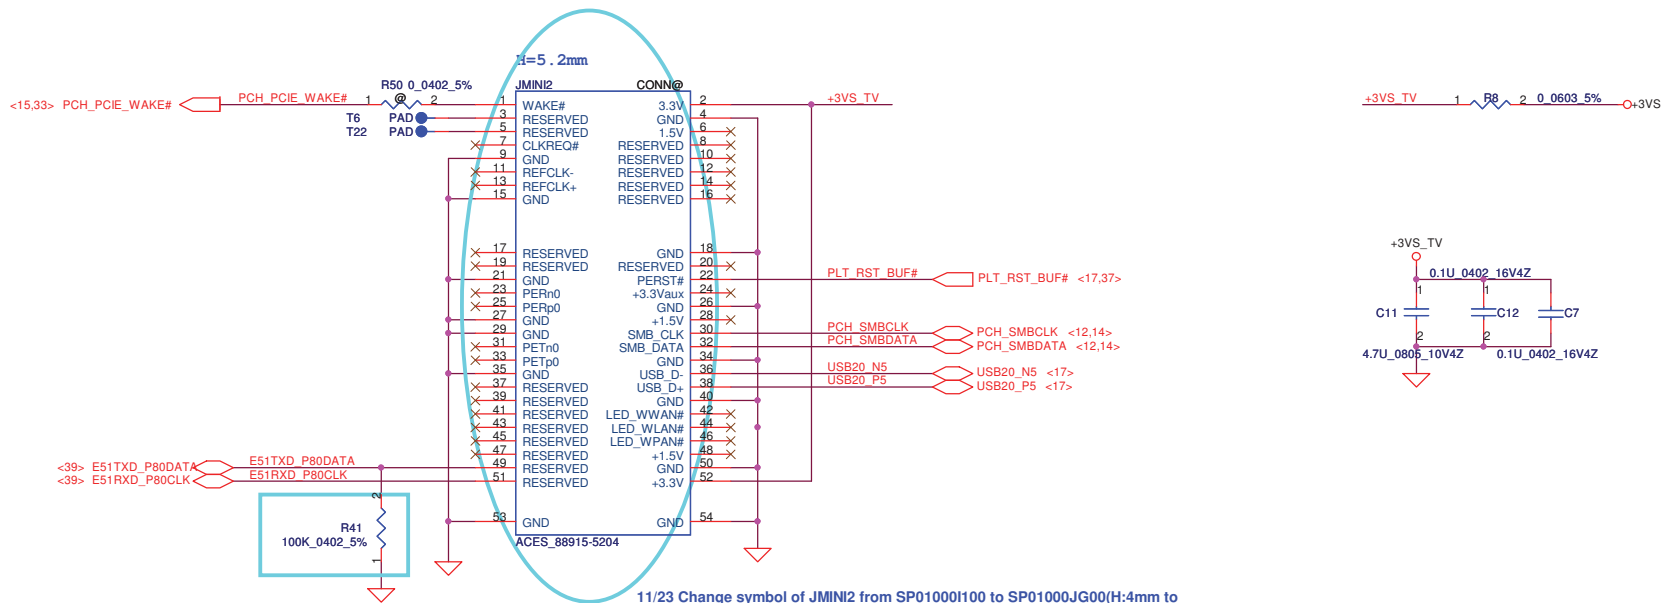 H=5.2mm
R50 0_0402_5%
JMINI2 CONN@
<15,33> PCH_PCIE_WAKE# PCH_PCIE_WAKE# 1 @ 2 1 WAKE# 3.3V 2 +3VS_TV
T6 PAD 3 RESERVED GND 4
T22 PAD 5 RESERVED 1.5V 6
7 CLKREQ# RESERVED 8
9 GND RESERVED 10
11 REFCLK- RESERVED 12
13 REFCLK+ RESERVED 14
15 GND RESERVED 16
17 RESERVED GND 18
19 RESERVED RESERVED 20
21 GND PERST# 22 PLT_RST_BUF# PLT_RST_BUF# <17,37>
23 PERn0 +3.3Vaux 24
25 PERp0 GND 26
27 GND +1.5V 28
29 GND SMB_CLK 30 PCH_SMBCLK PCH_SMBCLK <12,14>
31 PETn0 SMB_DATA 32 PCH_SMBDATA PCH_SMBDATA <12,14>
33 PETp0 GND 34
35 GND USB_D- 36 USB20_N5 USB20_N5 <17>
37 RESERVED USB_D+ 38 USB20_P5 USB20_P5 <17>
39 RESERVED GND 40
41 RESERVED LED_WWAN# 42
43 RESERVED LED_WLAN# 44
45 RESERVED LED_WPAN# 46
47 RESERVED +1.5V 48
<39> E51TXD_P80DATA E51TXD_P80DATA 49 RESERVED GND 50
<39> E51RXD_P80CLK E51RXD_P80CLK 51 RESERVED +3.3V 52
53 GND GND 54
ACES_88915-5204
2
R41
100K_0402_5%
1
+3VS_TV 1 R8 2 0_0603_5% +3VS
+3VS_TV
0.1U_0402_16V4Z
1 1
C11 C12 C7
2 2
4.7U_0805_10V4Z 0.1U_0402_16V4Z
11/23 Change symbol of JMINI2 from SP01000I100 to SP01000JG00(H:4mm to